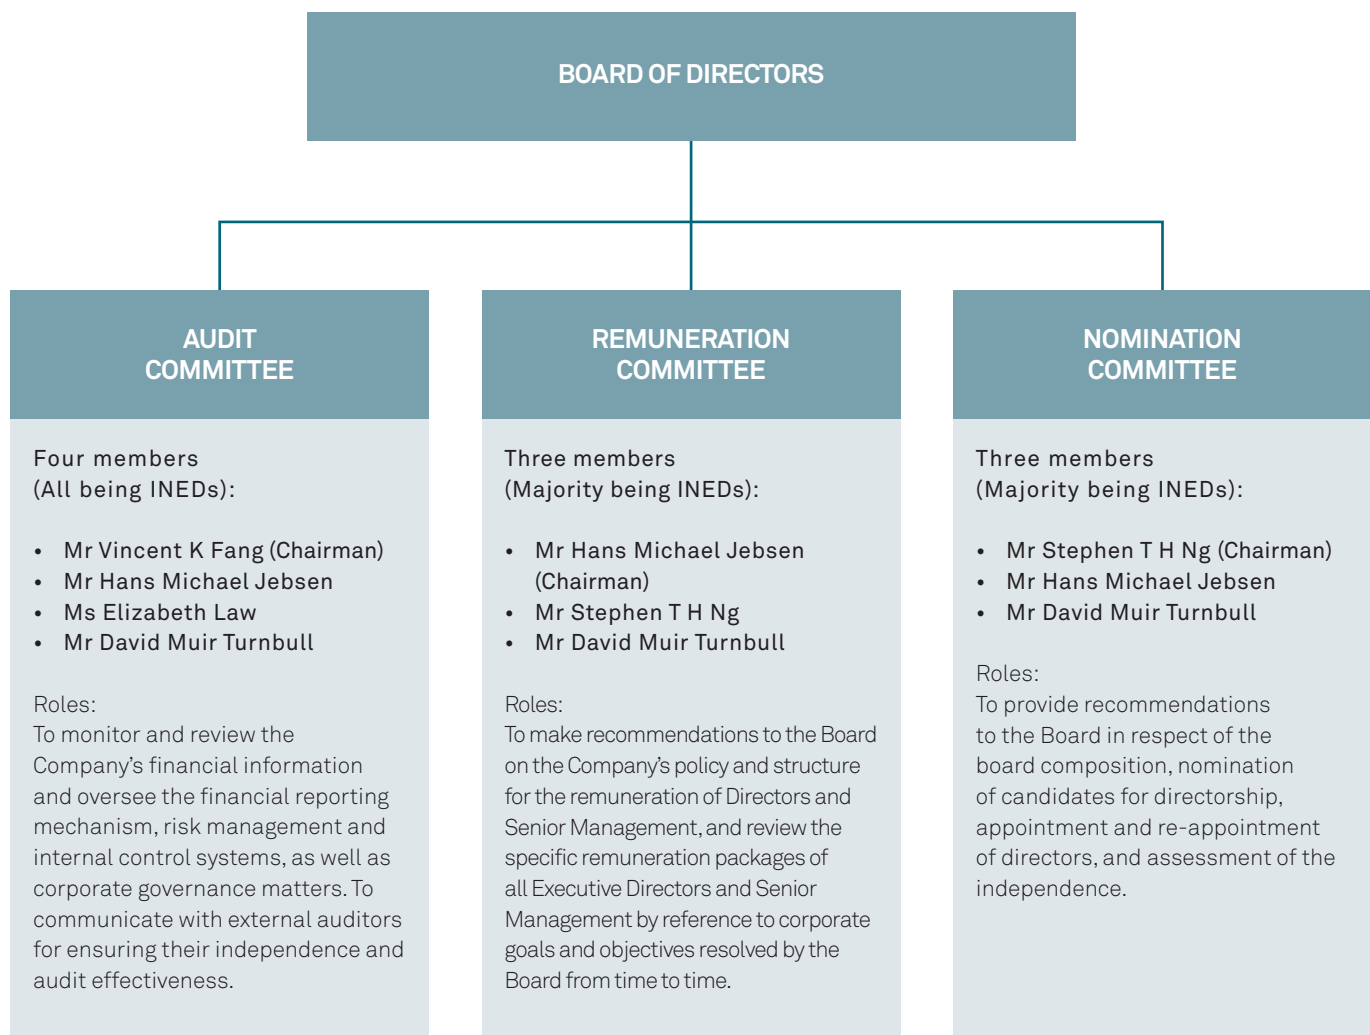 BOARD OF DIRECTORS
AUDIT
COMMITTEE
Four members
(All being INEDs):
• Mr Vincent K Fang (Chairman)
• Mr Hans Michael Jebsen
• Ms Elizabeth Law
• Mr David Muir Turnbull
Roles:
To monitor and review the
Company’s financial information
and oversee the financial reporting
mechanism, risk management and
internal control systems, as well as
corporate governance matters. To
communicate with external auditors
for ensuring their independence and
audit effectiveness.
REMUNERATION
COMMITTEE
Three members
(Majority being INEDs):
• Mr Hans Michael Jebsen
(Chairman)
• Mr Stephen T H Ng
• Mr David Muir Turnbull
Roles:
To make recommendations to the Board
on the Company’s policy and structure
for the remuneration of Directors and
Senior Management, and review the
specific remuneration packages of
all Executive Directors and Senior
Management by reference to corporate
goals and objectives resolved by the
Board from time to time.
NOMINATION
COMMITTEE
Three members
(Majority being INEDs):
• Mr Stephen T H Ng (Chairman)
• Mr Hans Michael Jebsen
• Mr David Muir Turnbull
Roles:
To provide recommendations
to the Board in respect of the
board composition, nomination
of candidates for directorship,
appointment and re-appointment
of directors, and assessment of the
independence.